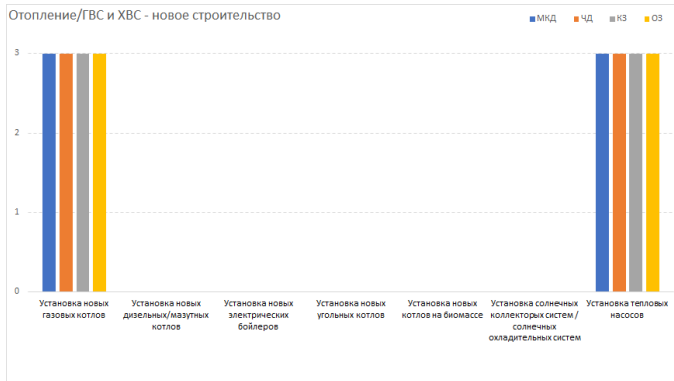 Отопление/ГВС и ХВС - новое строительство
МКД ЧД КЗ ОЗ
3
2
1
0
Установка новых
газовых котлов
Установка новых
дизельных/мазутных
котлов
Установка новых
электрических
бойлеров
Установка новых
угольных котлов
Установка новых
котлов на биомассе
Установка солнечных
коллекторых систем /
солнечных
охладительных систем
Установка тепловых
насосов